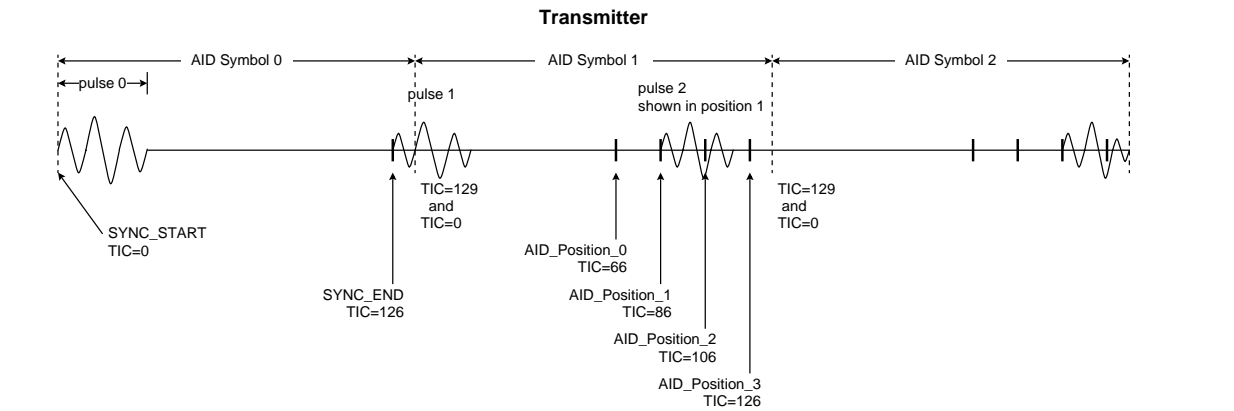 Transmitter
AID Symbol 0
AID Symbol 1
AID Symbol 2
pulse 0
pulse 1
pulse 2
shown in position 1
TIC=129
and
TIC=0
TIC=129
and
TIC=0
SYNC_START
TIC=0
AID_Position_0
TIC=66
SYNC_END
TIC=126
AID_Position_1
TIC=86
AID_Position_2
TIC=106
AID_Position_3
TIC=126